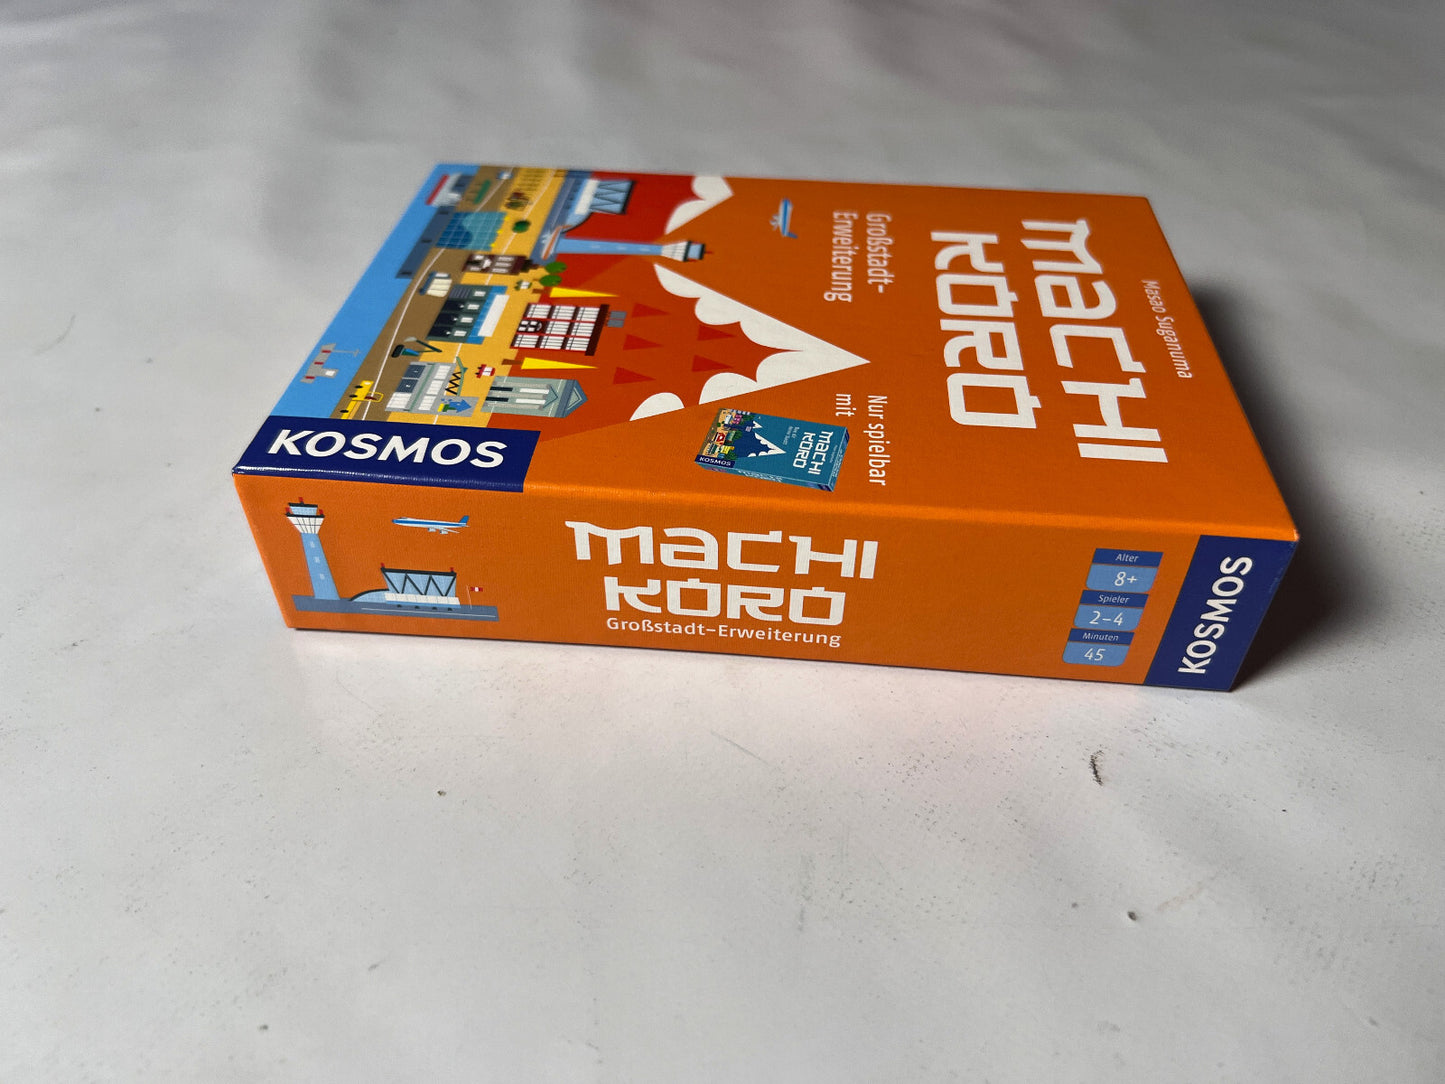 Masao Suganuma
MACHI
KORO
Großstadt-
Erweiterung
Nur spielbar
mit
MACHI
KORO
KOSMOS
KOSMOS
MACHI
KORO
Großstadt-Erweiterung
Alter
8+
Spieler
2-4
Minuten
45
KOSMOS